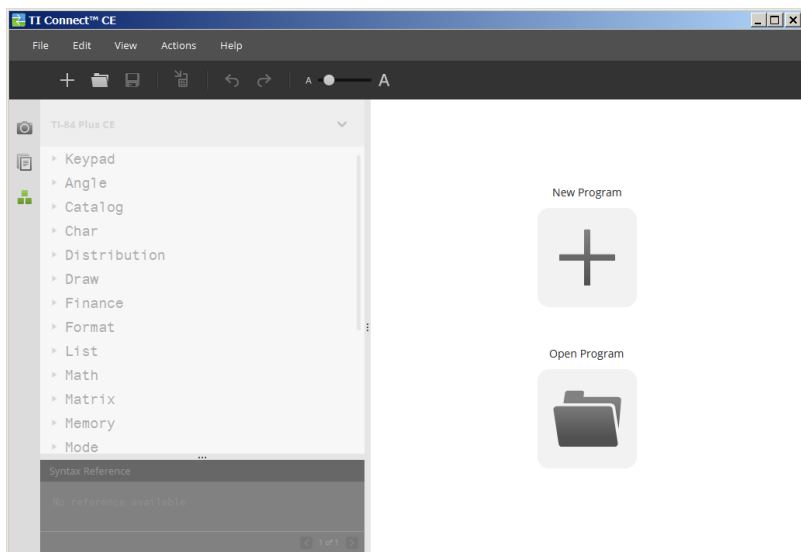 TI Connect™ CE
File Edit View Actions Help
A A
TI-84 Plus CE
Keypad
Angle
Catalog
Char
Distribution
Draw
Finance
Format
List
Math
Matrix
Memory
Mode
Syntax Reference
No reference available
1 of 1
New Program
Open Program